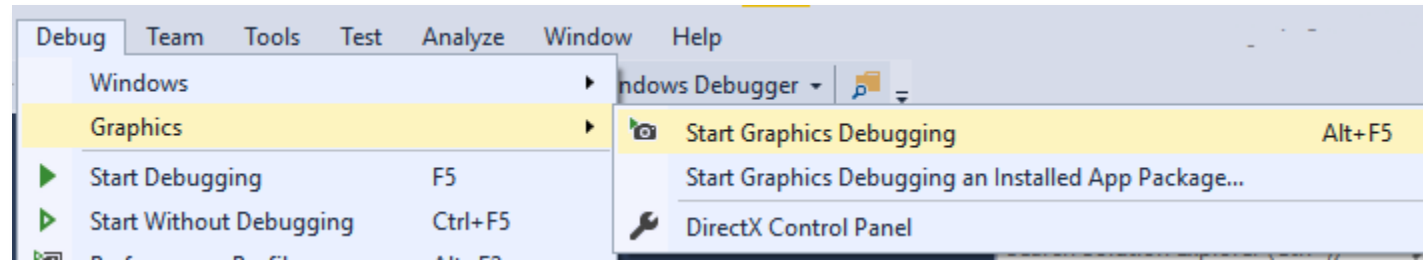 Debug Team Tools Test Analyze Window Help
Windows
ndows Debugger
Graphics
Start Graphics Debugging Alt+F5
Start Debugging F5
Start Graphics Debugging an Installed App Package...
Start Without Debugging Ctrl+F5
DirectX Control Panel